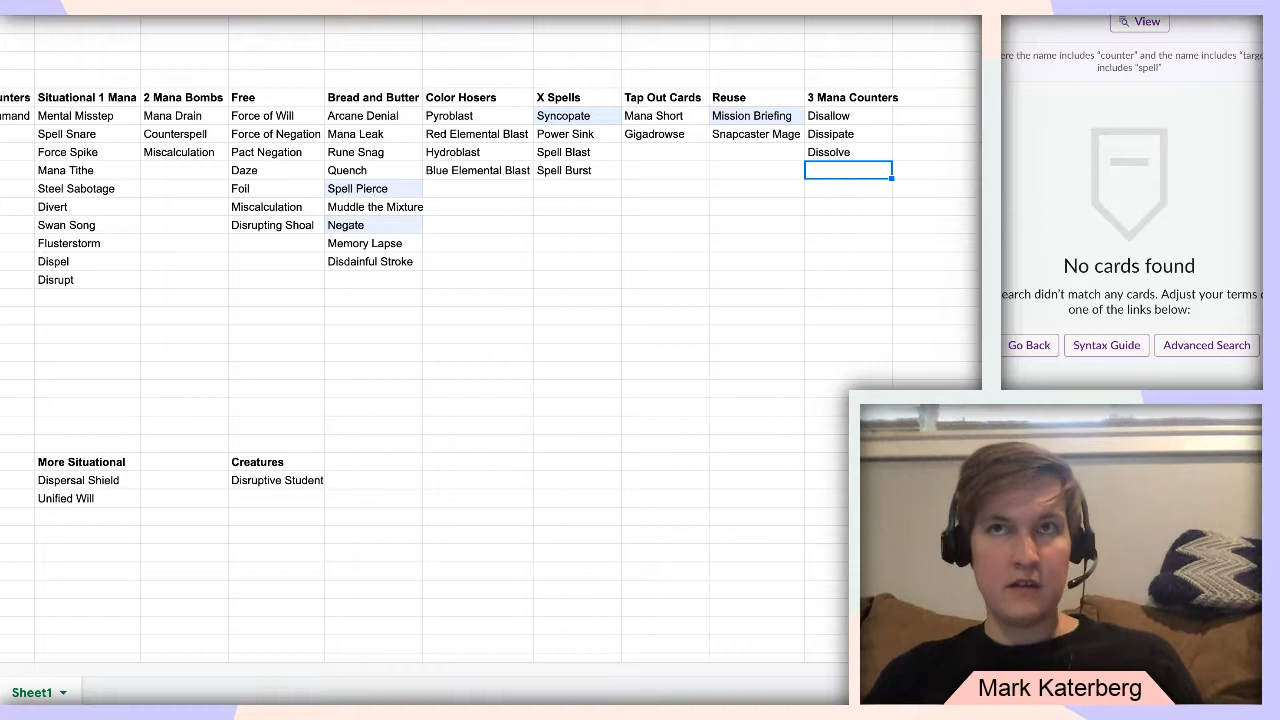 unters Situational 1 Mana 2 Mana Bombs Free Bread and Butter Color Hosers X Spells Tap Out Cards Reuse 3 Mana Counters
mand Mental Misstep Mana Drain Force of Will Arcane Denial Pyroblast Syncopate Mana Short Mission Briefing Disallow
Spell Snare Counterspell Force of Negation Mana Leak Red Elemental Blast Power Sink Gigadrowse Snapcaster Mage Dissipate
Force Spike Miscalculation Pact Negation Rune Snag Hydroblast Spell Blast Dissolve
Mana Tithe Daze Quench Blue Elemental Blast Spell Burst
Steel Sabotage Foil Spell Pierce
Divert Miscalculation Muddle the Mixture
Swan Song Disrupting Shoal Negate
Flusterstorm Memory Lapse
Dispel Disdainful Stroke
Disrupt
More Situational Creatures
Dispersal Shield Disruptive Student
Unified Will
Sheet1
View
ere the name includes “counter” and the name includes “targe
includes “spell”
No cards found
earch didn’t match any cards. Adjust your terms o
one of the links below:
Go Back Syntax Guide Advanced Search
Mark Katerberg